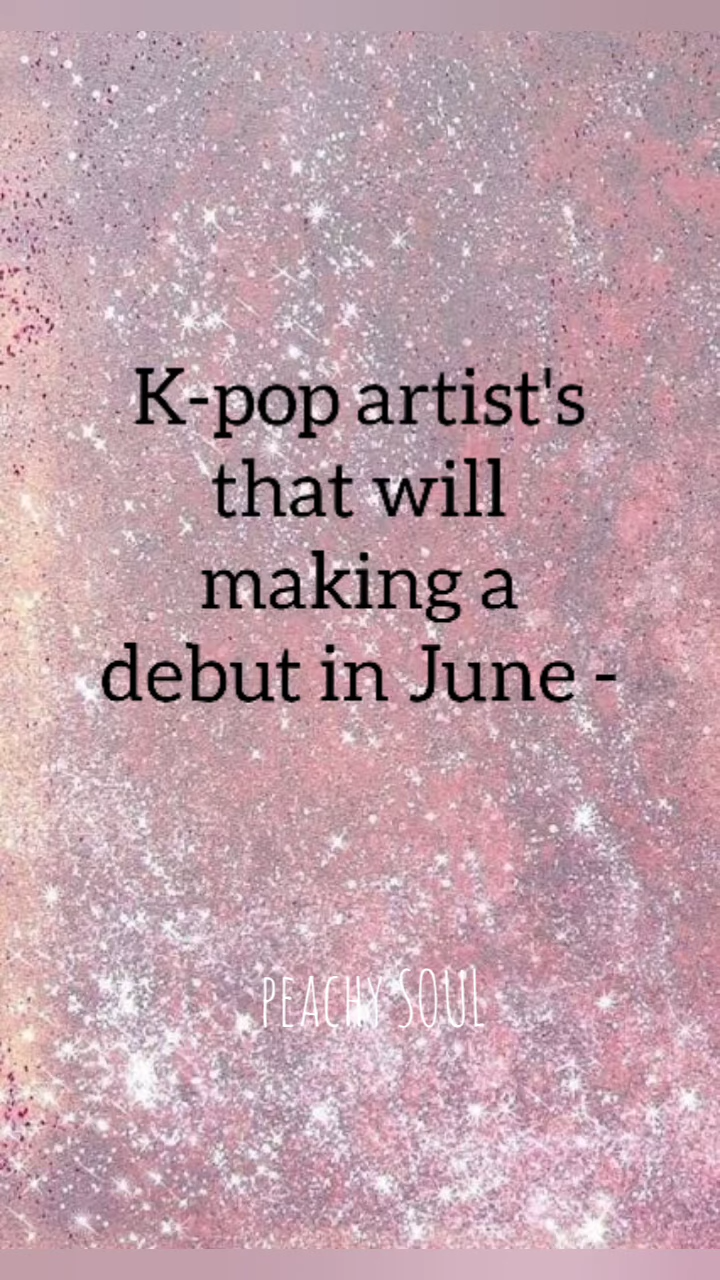 K-pop artist's
that will
making a
debut in June -
PEACHY SOUL